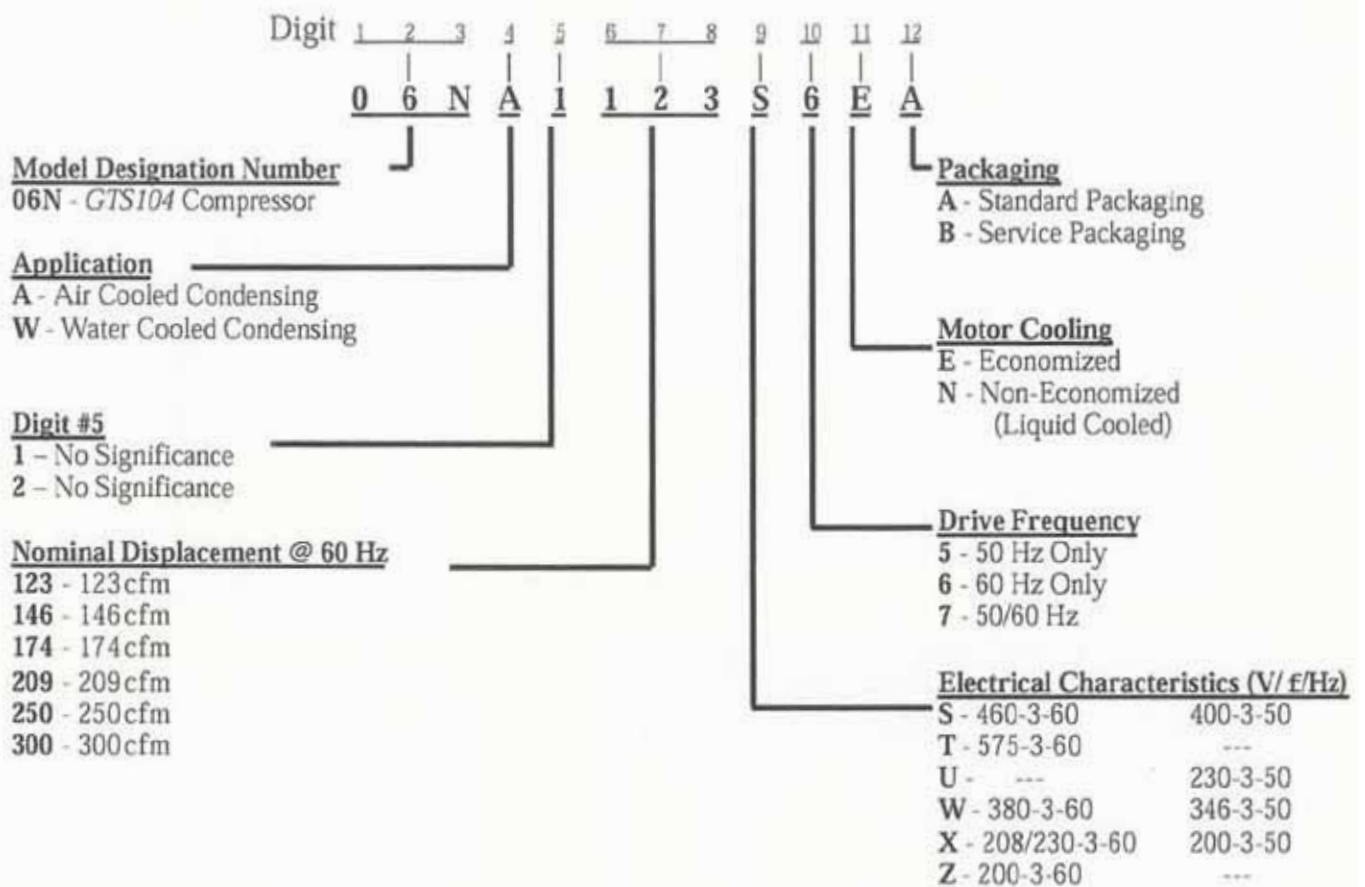 Digit 1 2 3 4 5 6 7 8 9 10 11 12
0 6 N A 1 1 2 3 S 6 E A
Model Designation Number
06N - GTS104 Compressor
Application
A - Air Cooled Condensing
W - Water Cooled Condensing
Digit #5
1 – No Significance
2 – No Significance
Nominal Displacement @ 60 Hz
123 - 123cfm
146 - 146cfm
174 - 174cfm
209 - 209cfm
250 - 250cfm
300 - 300cfm
Packaging
A - Standard Packaging
B - Service Packaging
Motor Cooling
E - Economized
N - Non-Economized
(Liquid Cooled)
Drive Frequency
5 - 50 Hz Only
6 - 60 Hz Only
7 - 50/60 Hz
Electrical Characteristics (V/ £/Hz)
S - 460-3-60 400-3-50
T - 575-3-60 ---
U - --- 230-3-50
W - 380-3-60 346-3-50
X - 208/230-3-60 200-3-50
Z - 200-3-60 ---